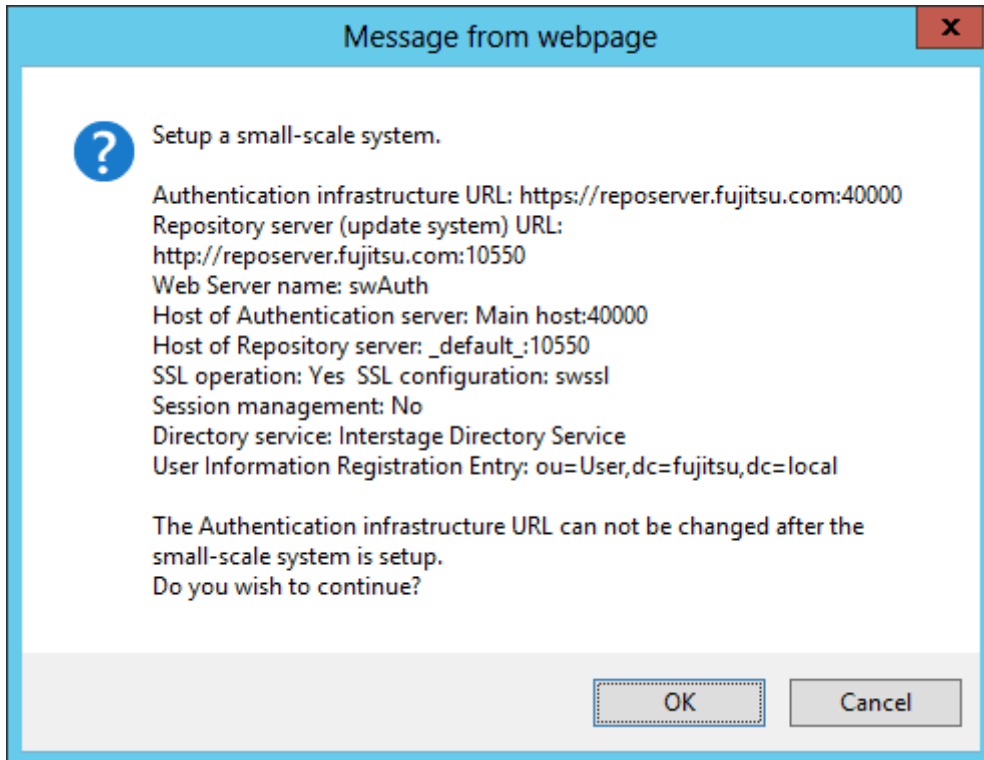 Message from webpage
x
?
Setup a small-scale system.
Authentication infrastructure URL: https://reposerver.fujitsu.com:40000
Repository server (update system) URL:
http://reposerver.fujitsu.com:10550
Web Server name: swAuth
Host of Authentication server: Main host:40000
Host of Repository server: _default_:10550
SSL operation: Yes  SSL configuration: swssl
Session management: No
Directory service: Interstage Directory Service
User Information Registration Entry: ou=User,dc=fujitsu,dc=local
The Authentication infrastructure URL can not be changed after the
small-scale system is setup.
Do you wish to continue?
OK
Cancel